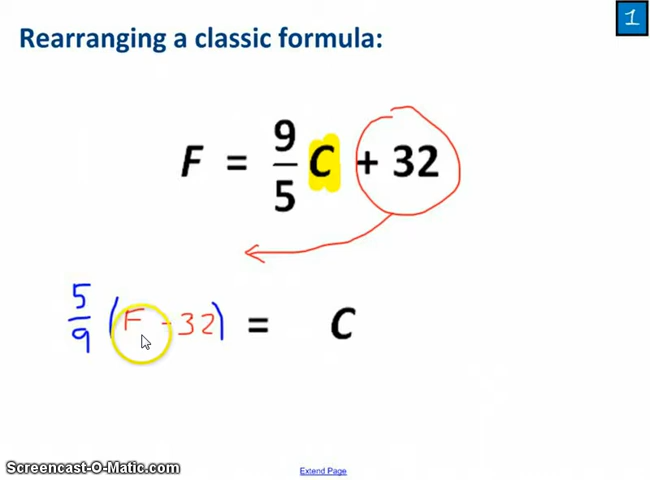 1
Rearranging a classic formula:
F = 9/5 C + 32
5/9 (F - 32) = C
Screencast-O-Matic.com
Extend Page